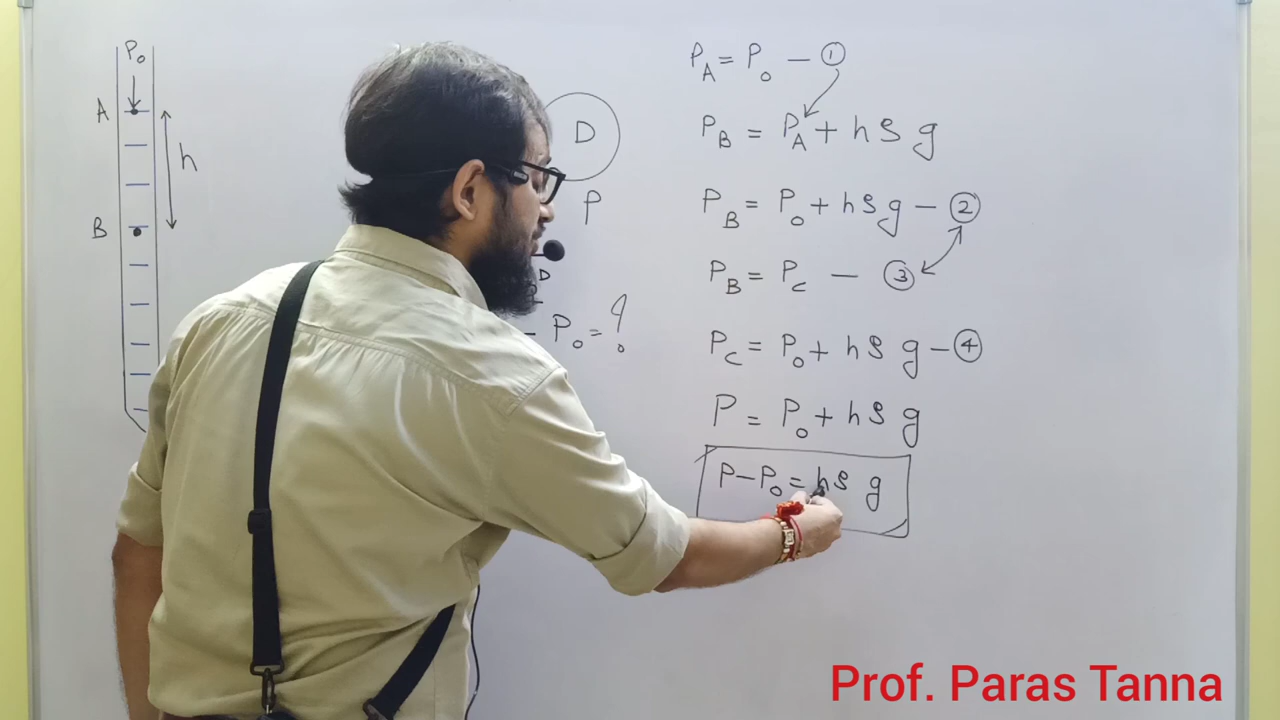 P₀
A
h
B
D
P
D
- P₀ = ?
P_A = P₀ — ①
P_B = P_A + hρg
P_B = P₀ + hρg — ②
P_B = P_C — ③
P_C = P₀ + hρg — ④
P = P₀ + hρg
P - P₀ = hρg
Prof. Paras Tanna